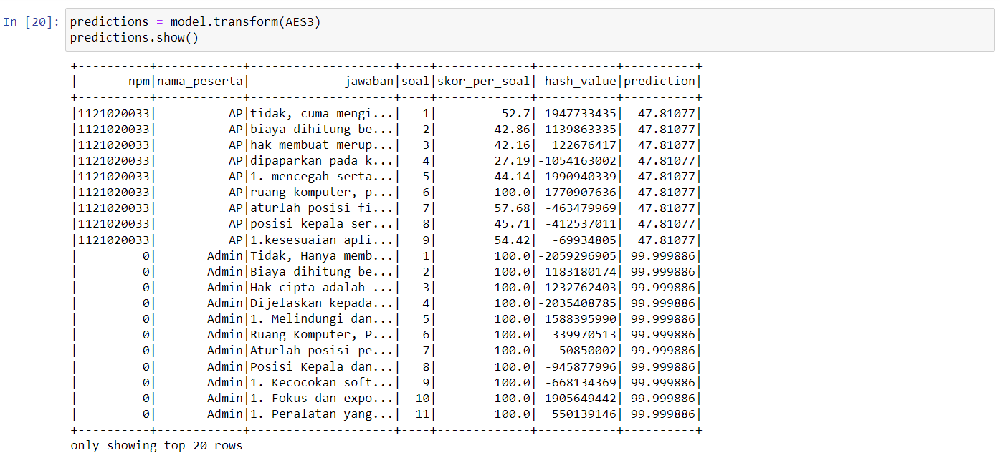 In [20]: predictions = model.transform(AES3)
predictions.show()
+----------+------------+--------------------+----+-------------+-----------+----------+
|       npm|nama_peserta|             jawaban|soal|skor_per_soal| hash_value|prediction|
+----------+------------+--------------------+----+-------------+-----------+----------+
|1121020033|          AP|tidak, cuma mengi...|   1|         52.7| 1947733435|  47.81077|
|1121020033|          AP|biaya dihitung be...|   2|        42.86|-1139863335|  47.81077|
|1121020033|          AP|hak membuat merup...|   3|        42.16|  122676417|  47.81077|
|1121020033|          AP|dipaparkan pada k...|   4|        27.19|-1054163002|  47.81077|
|1121020033|          AP|1. mencegah serta...|   5|        44.14| 1990940339|  47.81077|
|1121020033|          AP|ruang komputer, p...|   6|        100.0| 1770907636|  47.81077|
|1121020033|          AP|aturlah posisi fi...|   7|        57.68| -463479969|  47.81077|
|1121020033|          AP|posisi kepala ser...|   8|        45.71| -412537011|  47.81077|
|1121020033|          AP|1.kesesuaian apli...|   9|        54.42|  -69934805|  47.81077|
|         0|       Admin|Tidak, Hanya memb...|   1|        100.0|-2059296905| 99.999886|
|         0|       Admin|Biaya dihitung be...|   2|        100.0| 1183180174| 99.999886|
|         0|       Admin|Hak cipta adalah ...|   3|        100.0| 1232762403| 99.999886|
|         0|       Admin|Dijelaskan kepada...|   4|        100.0|-2035408785| 99.999886|
|         0|       Admin|1. Melindungi dan...|   5|        100.0| 1588395990| 99.999886|
|         0|       Admin|Ruang Komputer, P...|   6|        100.0|  339970513| 99.999886|
|         0|       Admin|Aturlah posisi pe...|   7|        100.0|   50850002| 99.999886|
|         0|       Admin|Posisi Kepala dan...|   8|        100.0| -945877996| 99.999886|
|         0|       Admin|1. Kecocokan soft...|   9|        100.0| -668134369| 99.999886|
|         0|       Admin|1. Fokus dan expo...|  10|        100.0|-1905649442| 99.999886|
|         0|       Admin|1. Peralatan yang...|  11|        100.0|  550139146| 99.999886|
+----------+------------+--------------------+----+-------------+-----------+----------+
only showing top 20 rows